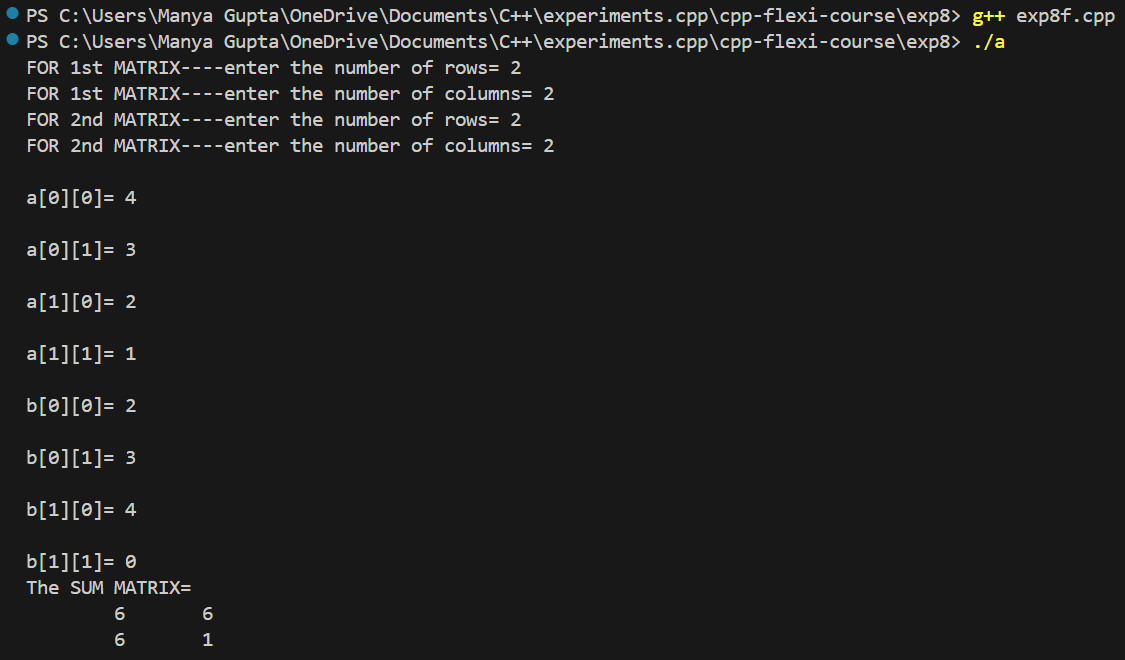 PS C:\Users\Manya Gupta\OneDrive\Documents\C++\experiments.cpp\cpp-flexi-course\exp8> g++ exp8f.cpp
PS C:\Users\Manya Gupta\OneDrive\Documents\C++\experiments.cpp\cpp-flexi-course\exp8> ./a
FOR 1st MATRIX----enter the number of rows= 2
FOR 1st MATRIX----enter the number of columns= 2
FOR 2nd MATRIX----enter the number of rows= 2
FOR 2nd MATRIX----enter the number of columns= 2
a[0][0]= 4
a[0][1]= 3
a[1][0]= 2
a[1][1]= 1
b[0][0]= 2
b[0][1]= 3
b[1][0]= 4
b[1][1]= 0
The SUM MATRIX=
6 6
6 1